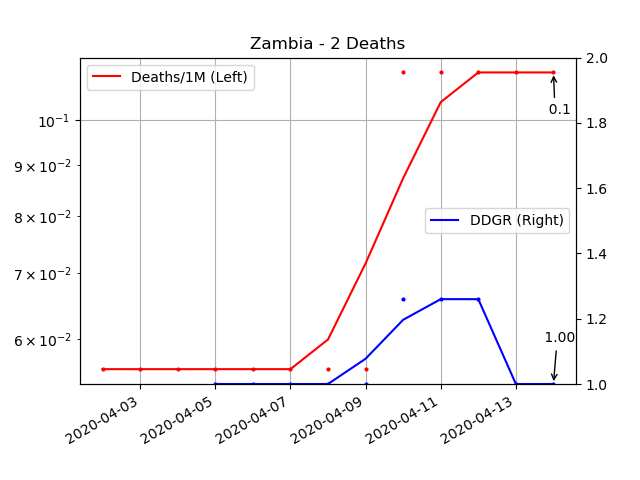 Zambia - 2 Deaths
Deaths/1M (Left)
DDGR (Right)
10⁻¹
9 × 10⁻²
8 × 10⁻²
7 × 10⁻²
6 × 10⁻²
2.0
1.8
1.6
1.4
1.2
1.0
0.1
1.00
2020-04-03
2020-04-05
2020-04-07
2020-04-09
2020-04-11
2020-04-13